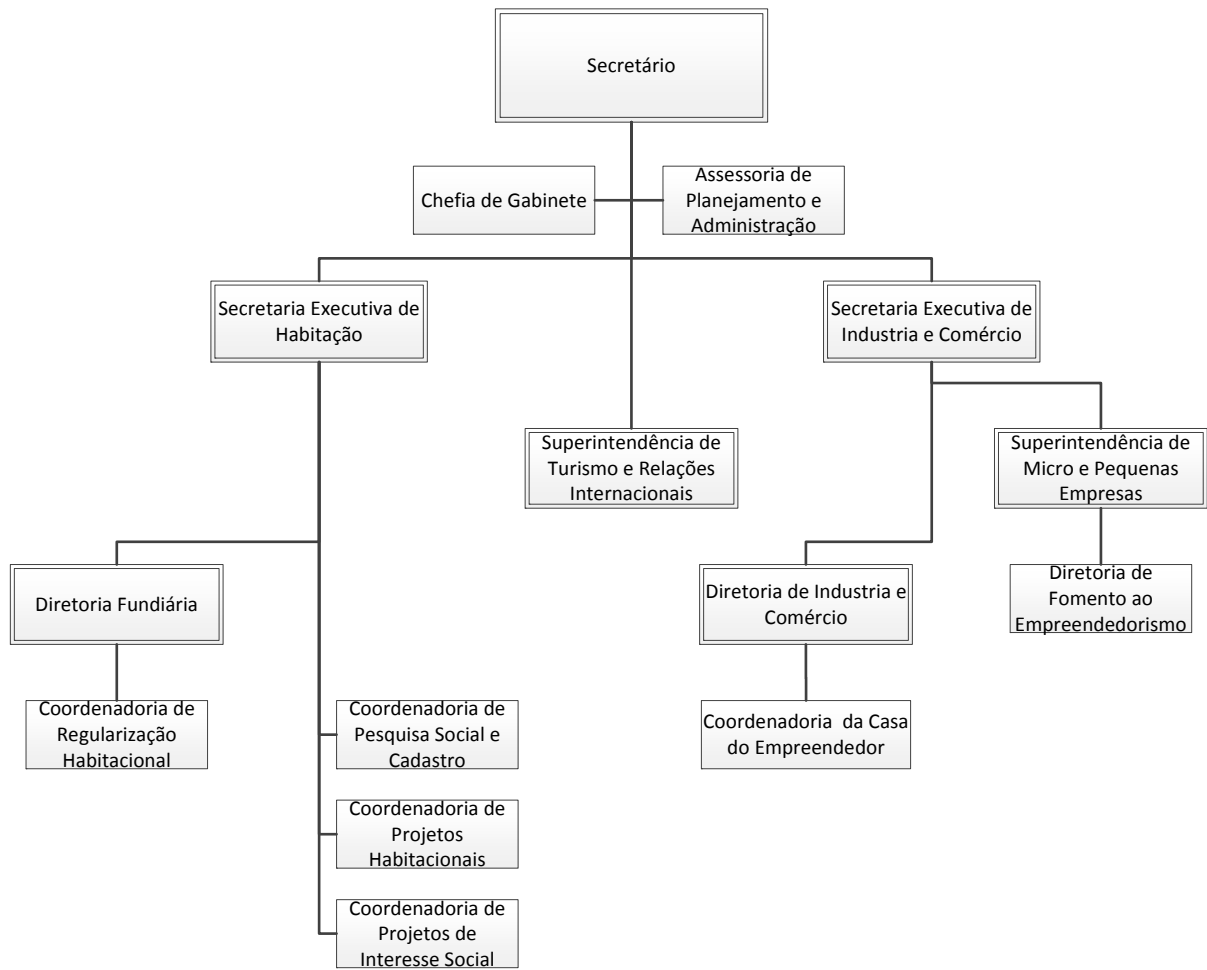 Secretário
Chefia de Gabinete
Assessoria de
Planejamento e
Administração
Secretaria Executiva de
Habitação
Secretaria Executiva de
Industria e Comércio
Superintendência de
Turismo e Relações
Internacionais
Superintendência de
Micro e Pequenas
Empresas
Diretoria Fundiária
Diretoria de Industria e
Comércio
Diretoria de
Fomento ao
Empreendedorismo
Coordenadoria de
Regularização
Habitacional
Coordenadoria de
Pesquisa Social e
Cadastro
Coordenadoria da Casa
do Empreendedor
Coordenadoria de
Projetos
Habitacionais
Coordenadoria de
Projetos de
Interesse Social